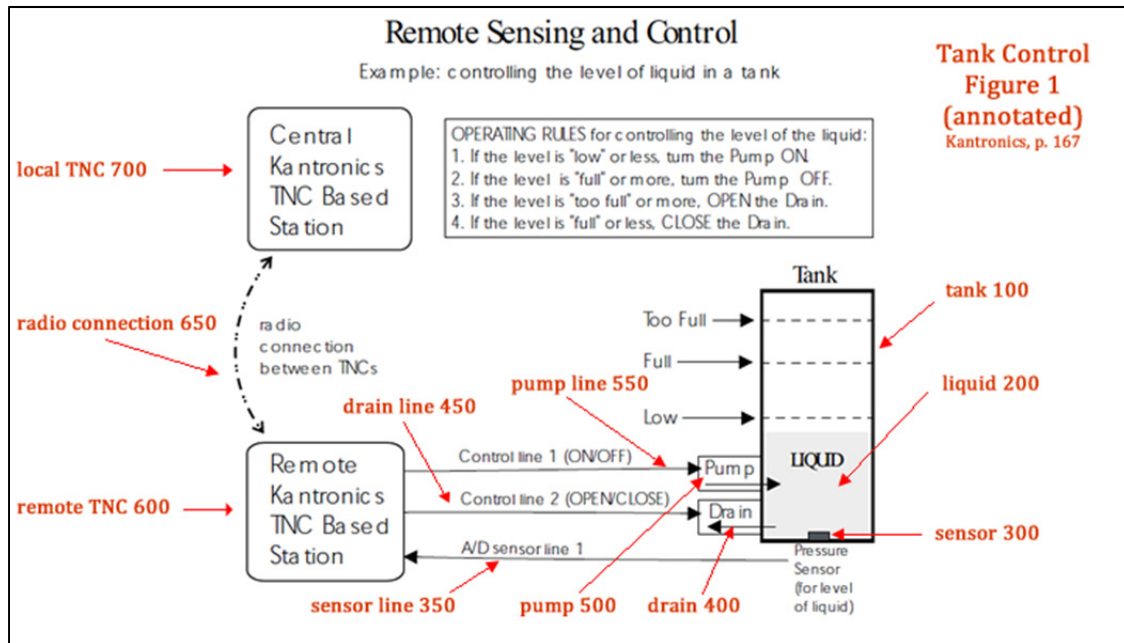 Remote Sensing and Control
Example: controlling the level of liquid in a tank
Tank Control
Figure 1
(annotated)
Kantronics, p. 167
local TNC 700
Central
Kantronics
TNC Based
Station
OPERATING RULES for controlling the level of the liquid:
1. If the level is "low" or less, turn the Pump ON.
2. If the level is "full" or more, turn the Pump OFF.
3. If the level is "too full" or more, OPEN the Drain.
4. If the level is "full" or less, CLOSE the Drain.
radio connection 650
radio
connection
between TNCs
Tank
tank 100
Too Full
Full
Low
pump line 550
drain line 450
liquid 200
remote TNC 600
Remote
Kantronics
TNC Based
Station
Control line 1 (ON/OFF)
Control line 2 (OPEN/CLOSE)
A/D sensor line 1
Pump
Drain
LIQUID
sensor 300
Pressure
Sensor
(for level
of liquid)
sensor line 350
pump 500
drain 400